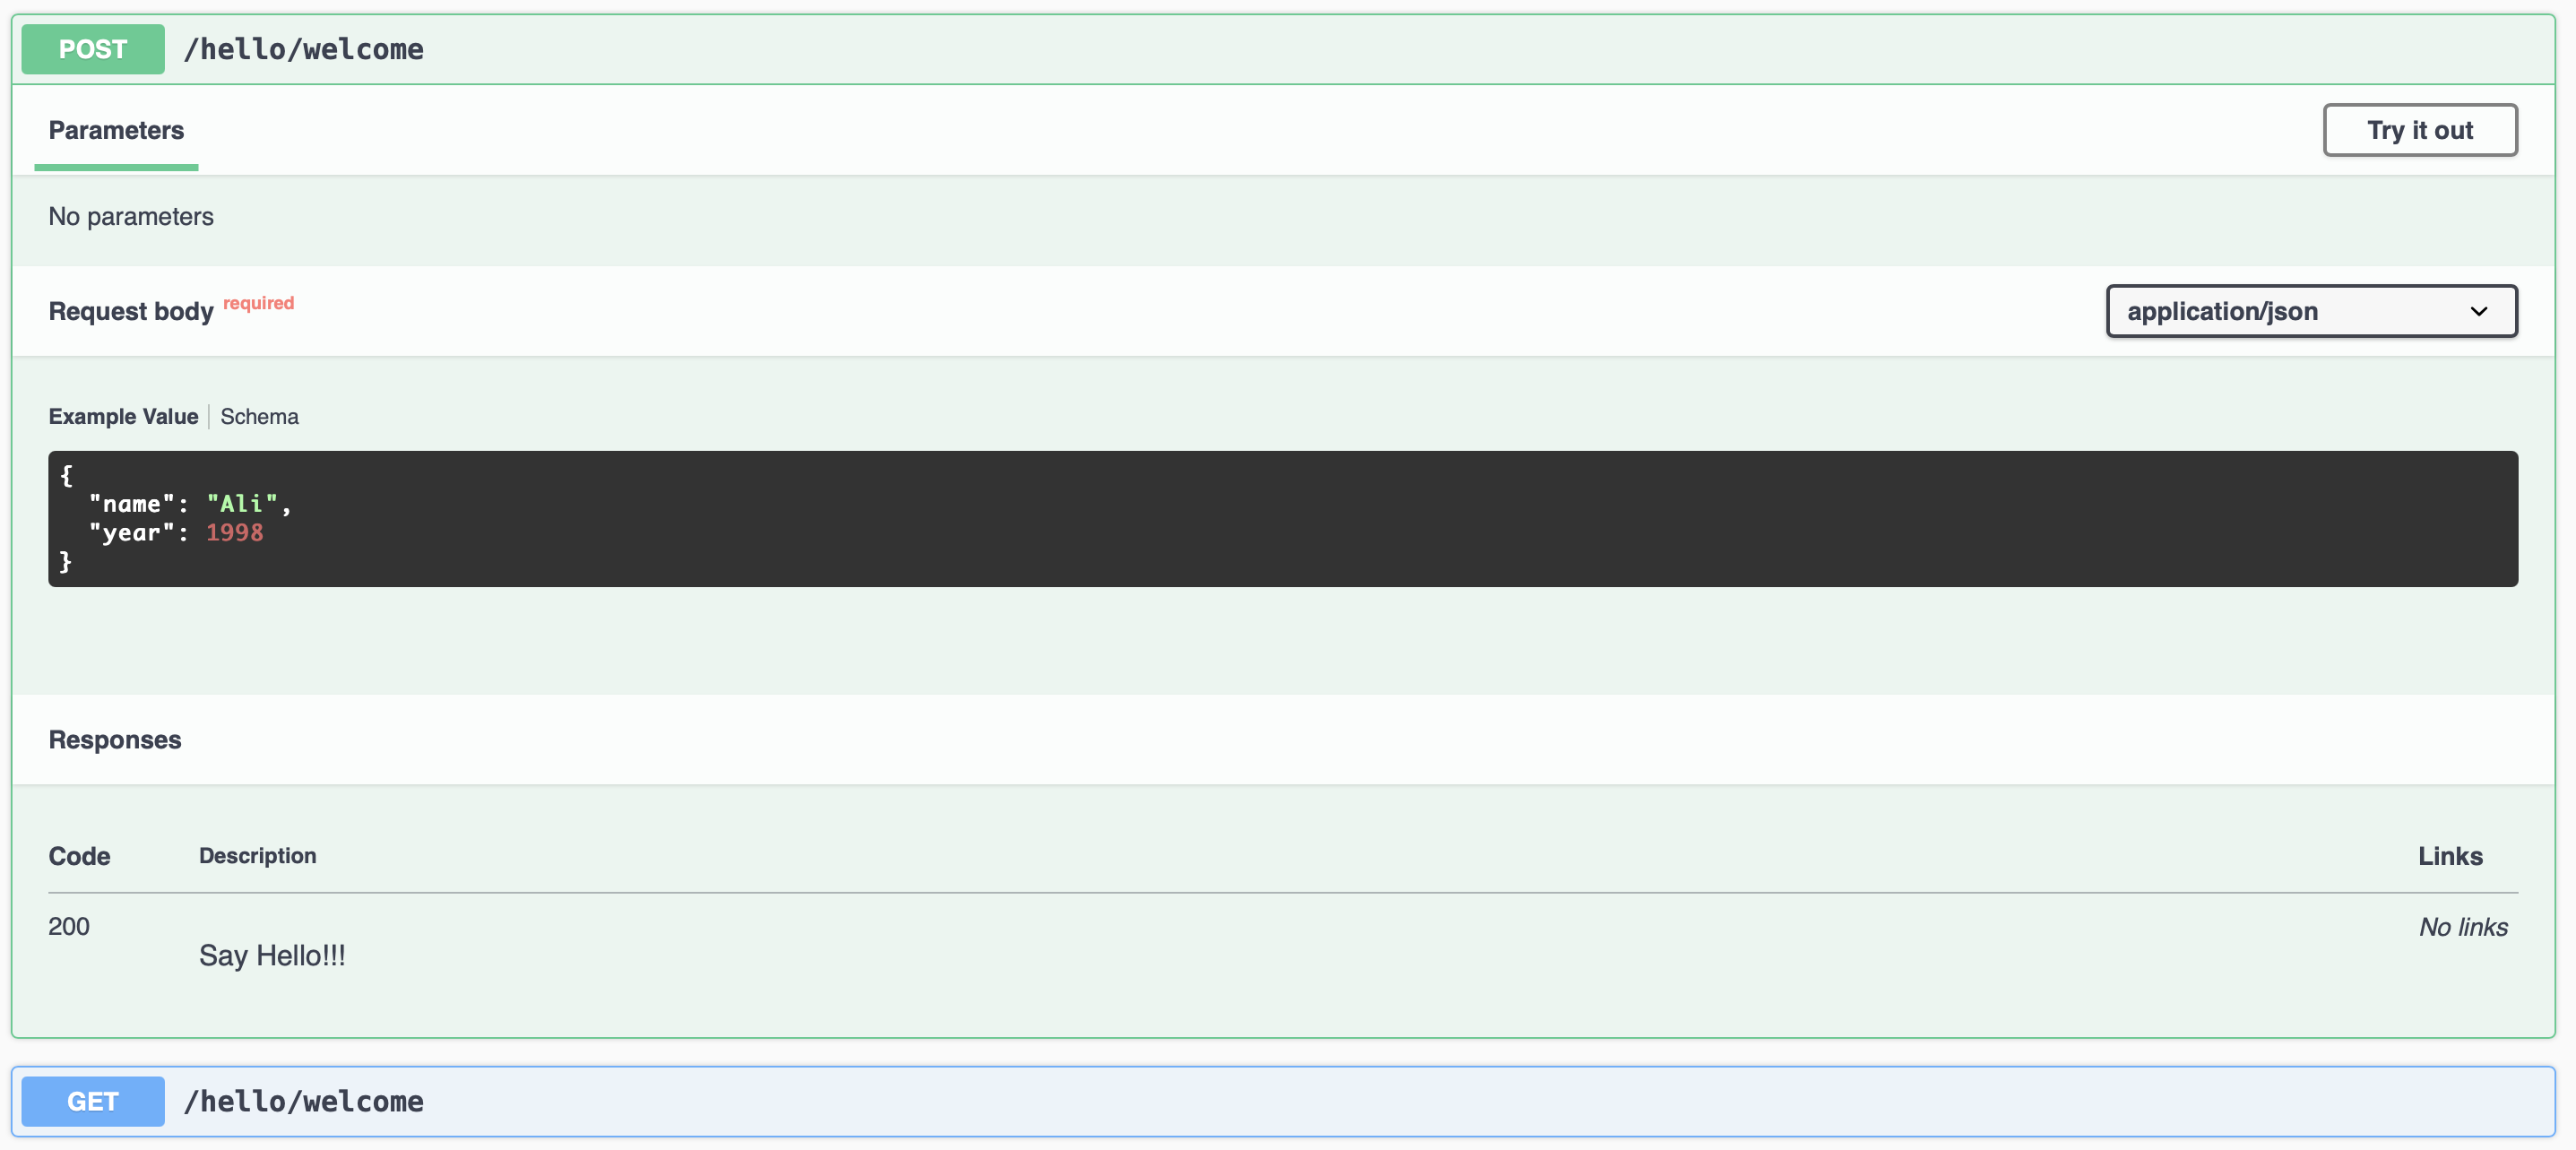 POST /hello/welcome
Parameters
Try it out
No parameters
Request body required
application/json
Example Value Schema
{
  "name": "Ali",
  "year": 1998
}
Responses
Code Description Links
200 No links
Say Hello!!!
GET /hello/welcome